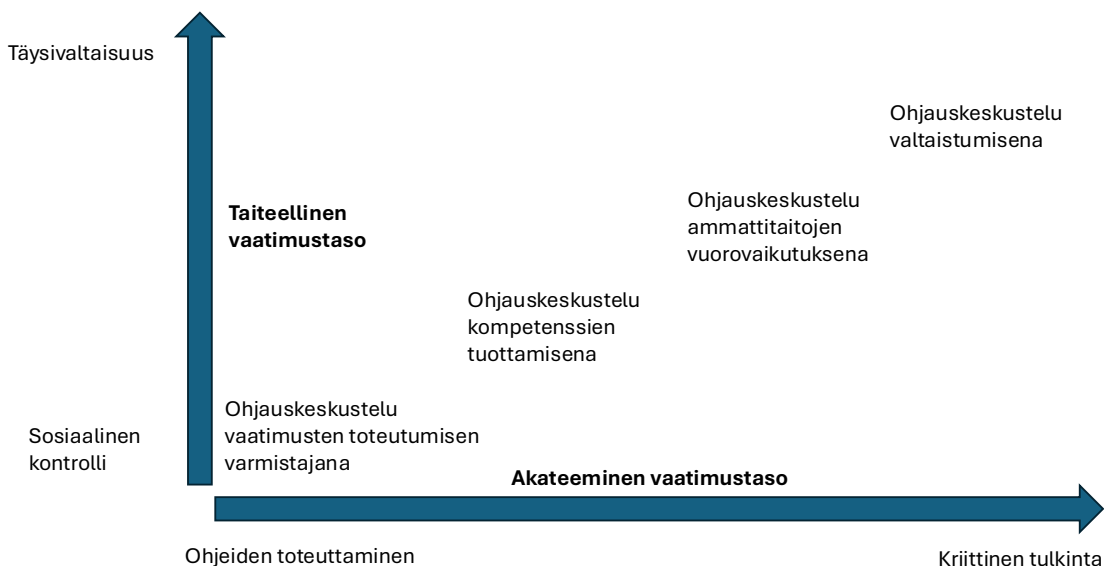 Täysivaltaisuus
Ohjauskeskustelu
valtaistumisena
Taiteellinen
vaatimustaso
Ohjauskeskustelu
ammattitaitojen
vuorovaikutuksena
Ohjauskeskustelu
kompetenssien
tuottamisena
Sosiaalinen
kontrolli
Ohjauskeskustelu
vaatimusten toteutumisen
varmistajana
Akateeminen vaatimustaso
Ohjeiden toteuttaminen
Kriittinen tulkinta